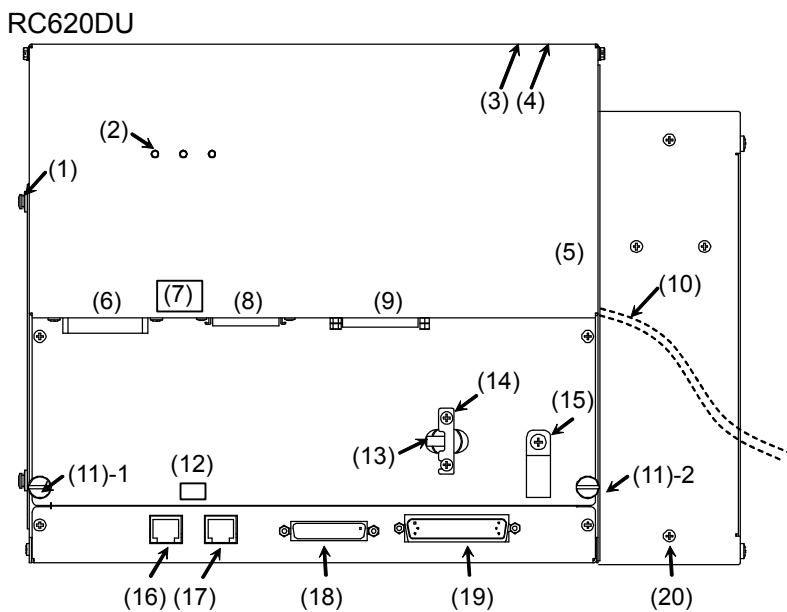 RC620DU
(3) (4)
(2)
(1)
(5)
(6) (7) (8) (9) (10)
(14)
(15)
(13)
(11)-1 (12) (11)-2
(16) (17) (18) (19) (20)